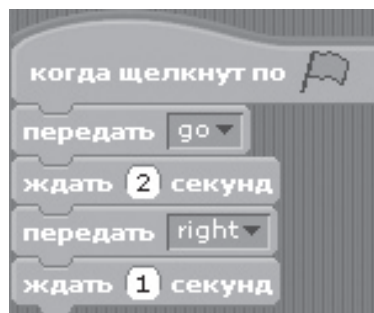 когда щелкнут по
передать go
ждать 2 секунд
передать right
ждать 1 секунд